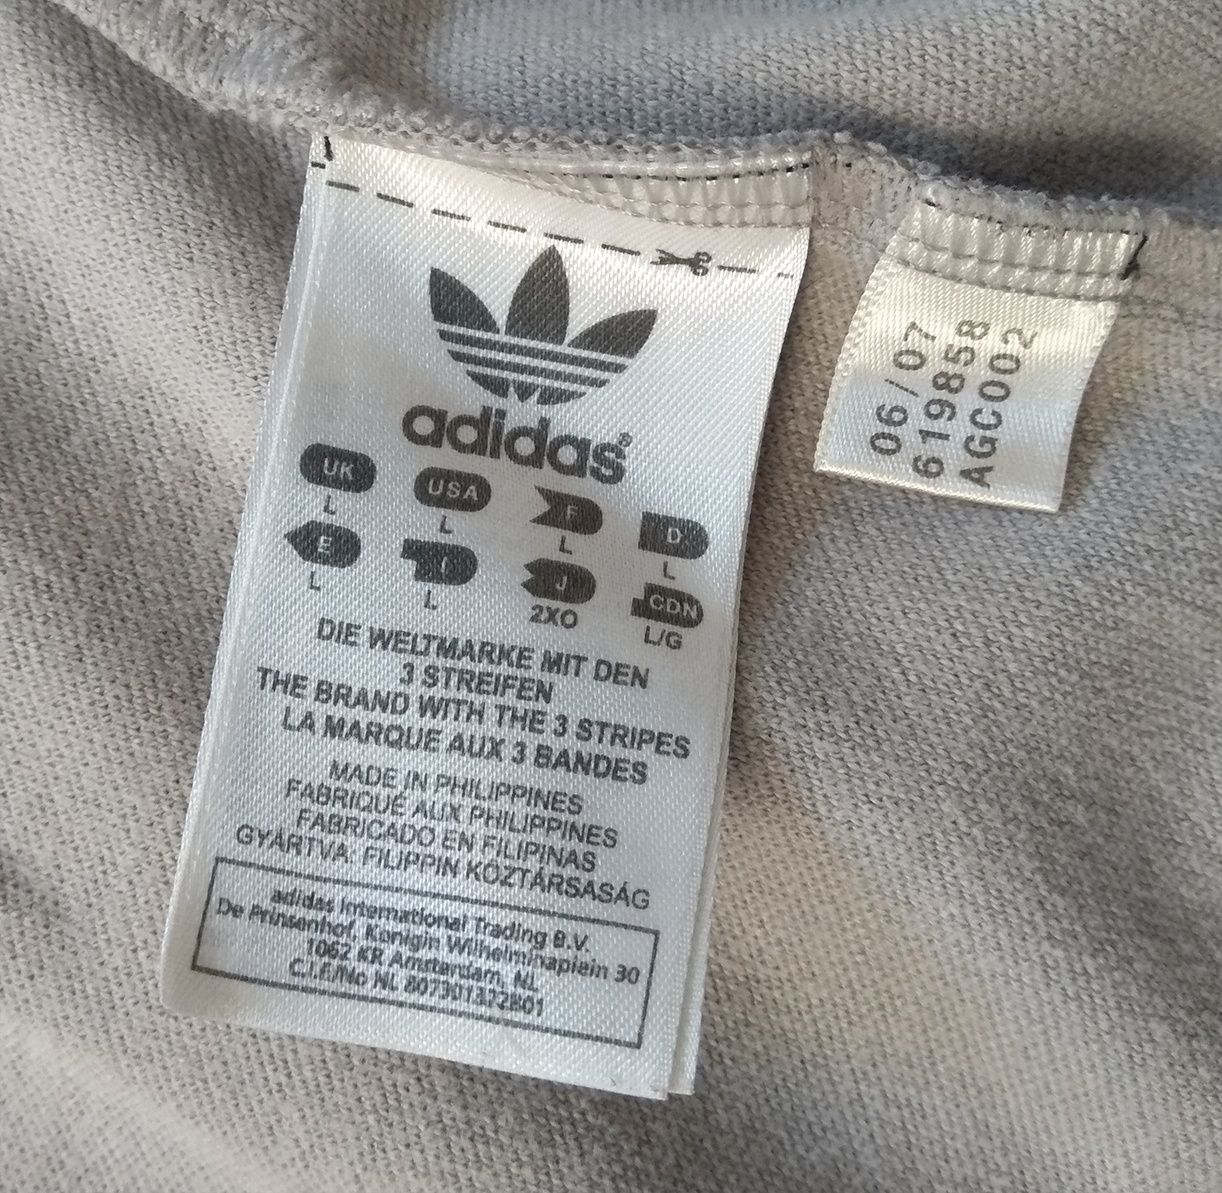 adidas®
UK USA F D
L L L L
E I J CDN
L L 2XO L/G
DIE WELTMARKE MIT DEN
3 STREIFEN
THE BRAND WITH THE 3 STRIPES
LA MARQUE AUX 3 BANDES
MADE IN PHILIPPINES
FABRIQUÉ AUX PHILIPPINES
FABRICADO EN FILIPINAS
GYÁRTVA: FILIPPIN KÖZTÁRSASÁG
adidas International Trading B.V.
De Prinsenhof, Koningin Wilhelminaplein 30
1062 KR Amsterdam, NL
C.I.F./No NL 807301372B01
06/07
619858
AGC002